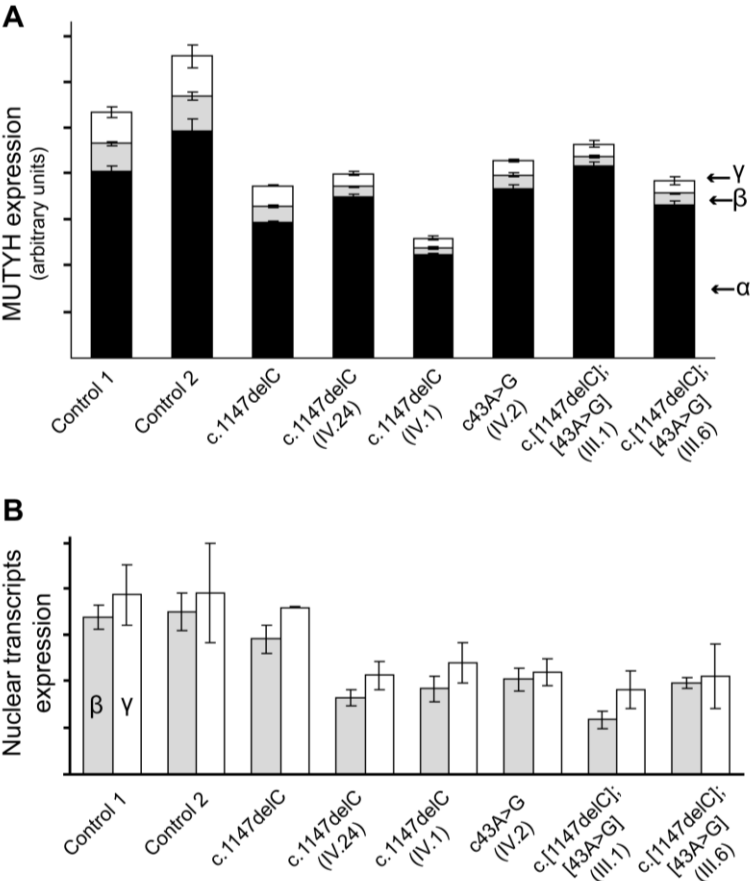 A
MUTYH expression
(arbitrary units)
←γ
←β
←α
Control 1
Control 2
c.1147delC
c.1147delC
(IV.24)
c.1147delC
(IV.1)
c43A>G
(IV.2)
c.[1147delC];
[43A>G]
(III.1)
c.[1147delC];
[43A>G]
(III.6)
B
Nuclear transcripts
expression
β γ
Control 1
Control 2
c.1147delC
c.1147delC
(IV.24)
c.1147delC
(IV.1)
c43A>G
(IV.2)
c.[1147delC];
[43A>G]
(III.1)
c.[1147delC];
[43A>G]
(III.6)